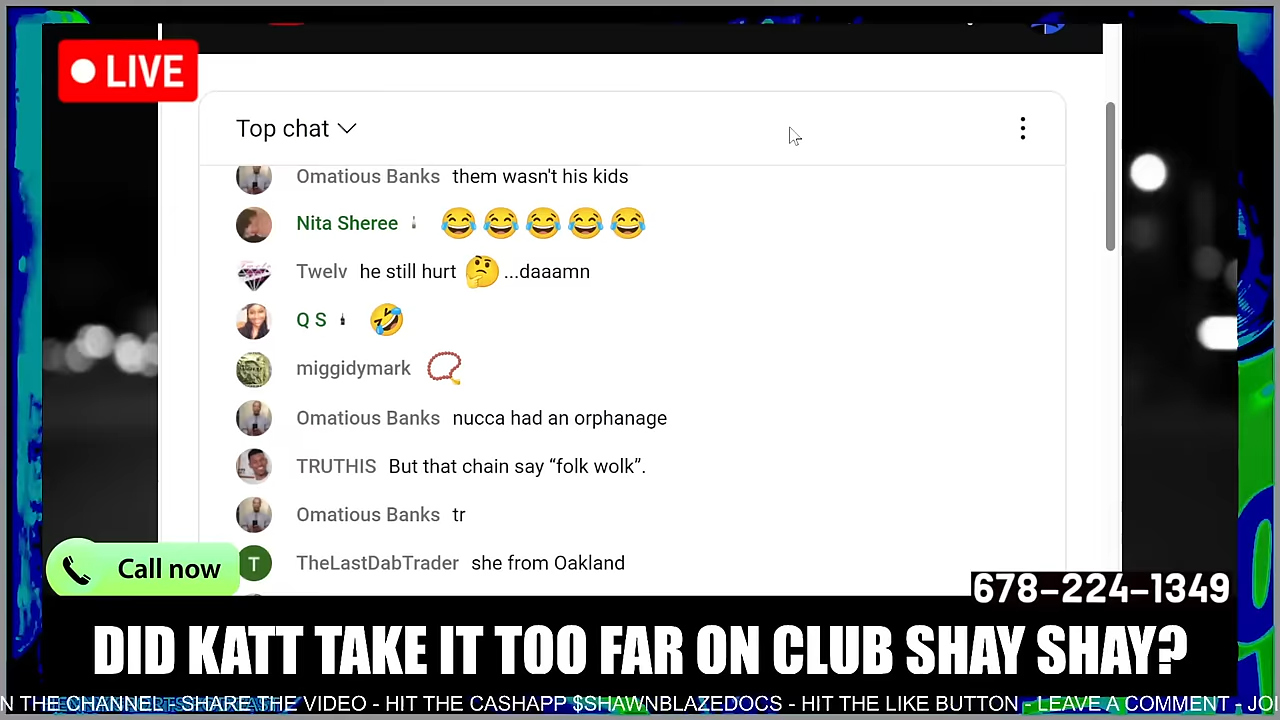 LIVE
Top chat
Omatious Banks them wasn't his kids
Nita Sheree 😂😂😂😂😂
Twelv he still hurt 🤔...daaamn
Q S 🤣
miggidymark 📿
Omatious Banks nucca had an orphanage
TRUTHIS But that chain say “folk wolk”.
Omatious Banks tr
T TheLastDabTrader she from Oakland
Call now
678-224-1349
DID KATT TAKE IT TOO FAR ON CLUB SHAY SHAY?
N THE CHANNEL - SHARE THE VIDEO - HIT THE CASHAPP $SHAWNBLAZEDOCS - HIT THE LIKE BUTTON - LEAVE A COMMENT - JOI